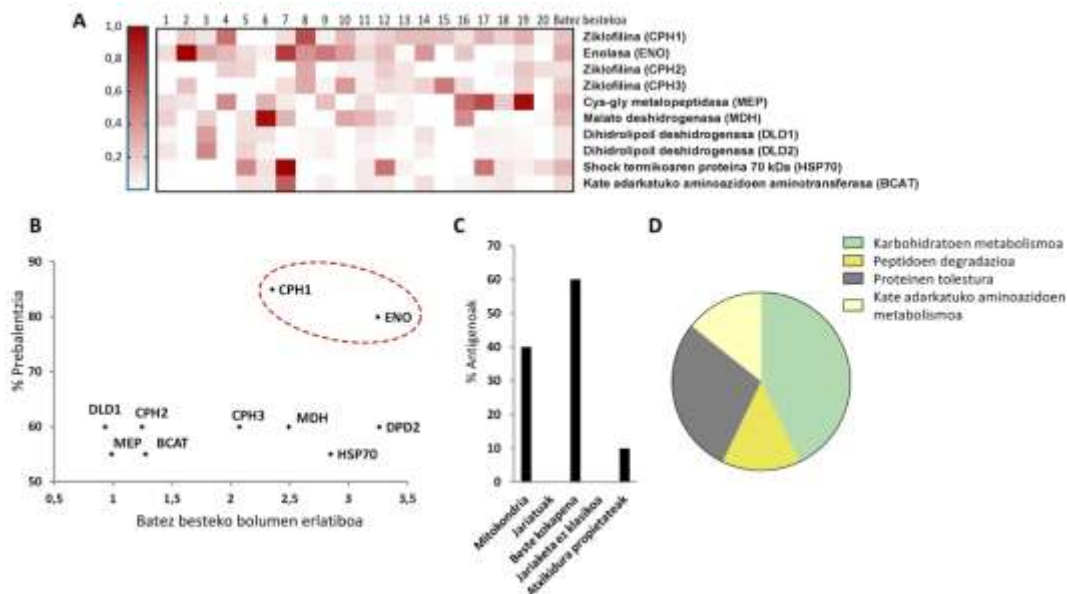 A
1 2 3 4 5 6 7 8 9 10 11 12 13 14 15 16 17 18 19 20 Batez bestekoa
1,0
0,8
0,6
0,4
0,2
Ziklofilina (CPH1)
Enolasa (ENO)
Ziklofilina (CPH2)
Ziklofilina (CPH3)
Cys-gly metalopeptidasa (MEP)
Malato deshidrogenasa (MDH)
Dihidrolipoil deshidrogenasa (DLD1)
Dihidrolipoil deshidrogenasa (DLD2)
Shock termikoaren proteina 70 kDa (HSP70)
Kate adarkatuko aminoazidoen aminotransferasa (BCAT)
B
% Prebalentzia
90
80
70
60
50
CPH1
ENO
DLD1 CPH2 CPH3 MDH DPD2
MEP BCAT HSP70
0,5 1 1,5 2 2,5 3 3,5
Batez besteko bolumen erlatiboa
C
% Antigenoak
70
60
50
40
30
20
10
0
Mitokondria
Jariatuak
Beste kokapena
Jariaketa ez klasikoa
Atxikidura propietateak
D
Karbohidratoen metabolismoa
Peptidoen degradazioa
Proteinen tolestura
Kate adarkatuko aminoazidoen
metabolismoa